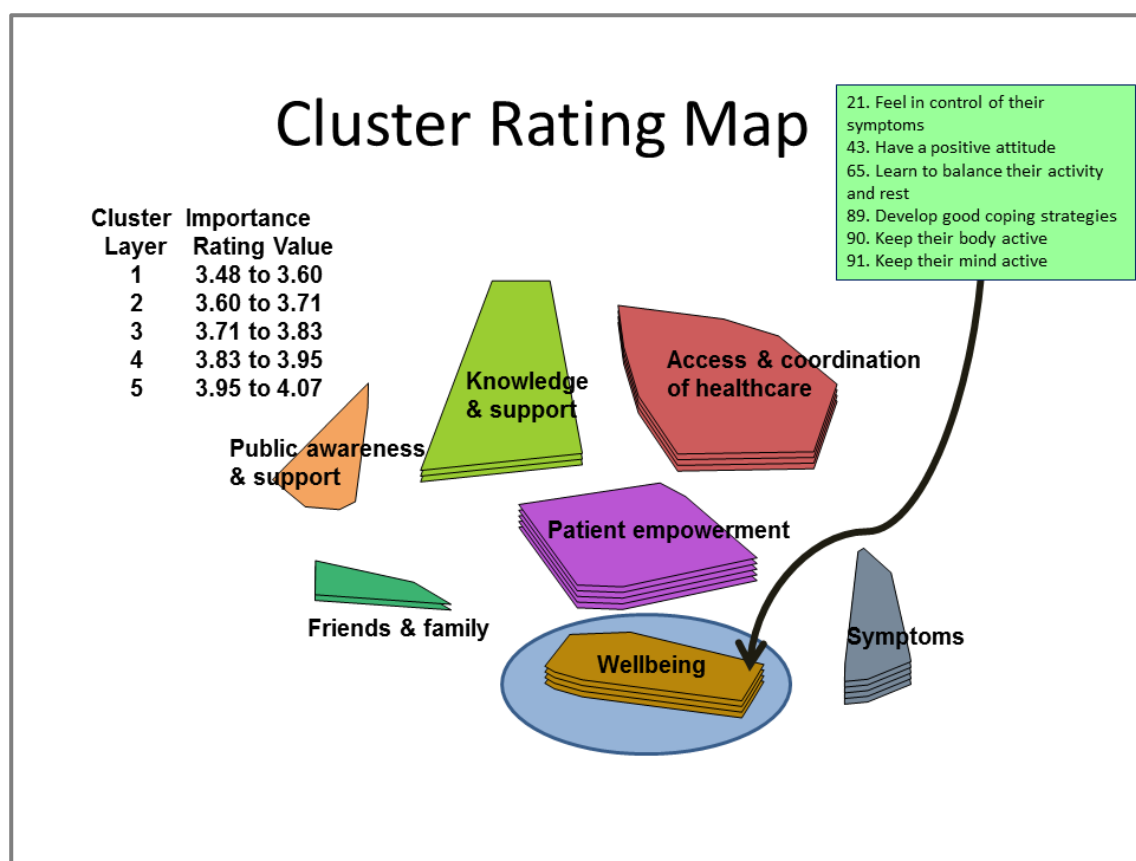 Cluster Rating Map
21. Feel in control of their
symptoms
43. Have a positive attitude
65. Learn to balance their activity
and rest
89. Develop good coping strategies
90. Keep their body active
91. Keep their mind active
Cluster Importance
Layer Rating Value
1 3.48 to 3.60
2 3.60 to 3.71
3 3.71 to 3.83
4 3.83 to 3.95
5 3.95 to 4.07
Knowledge
& support
Access & coordination
of healthcare
Public awareness
& support
Patient empowerment
Friends & family
Wellbeing
Symptoms